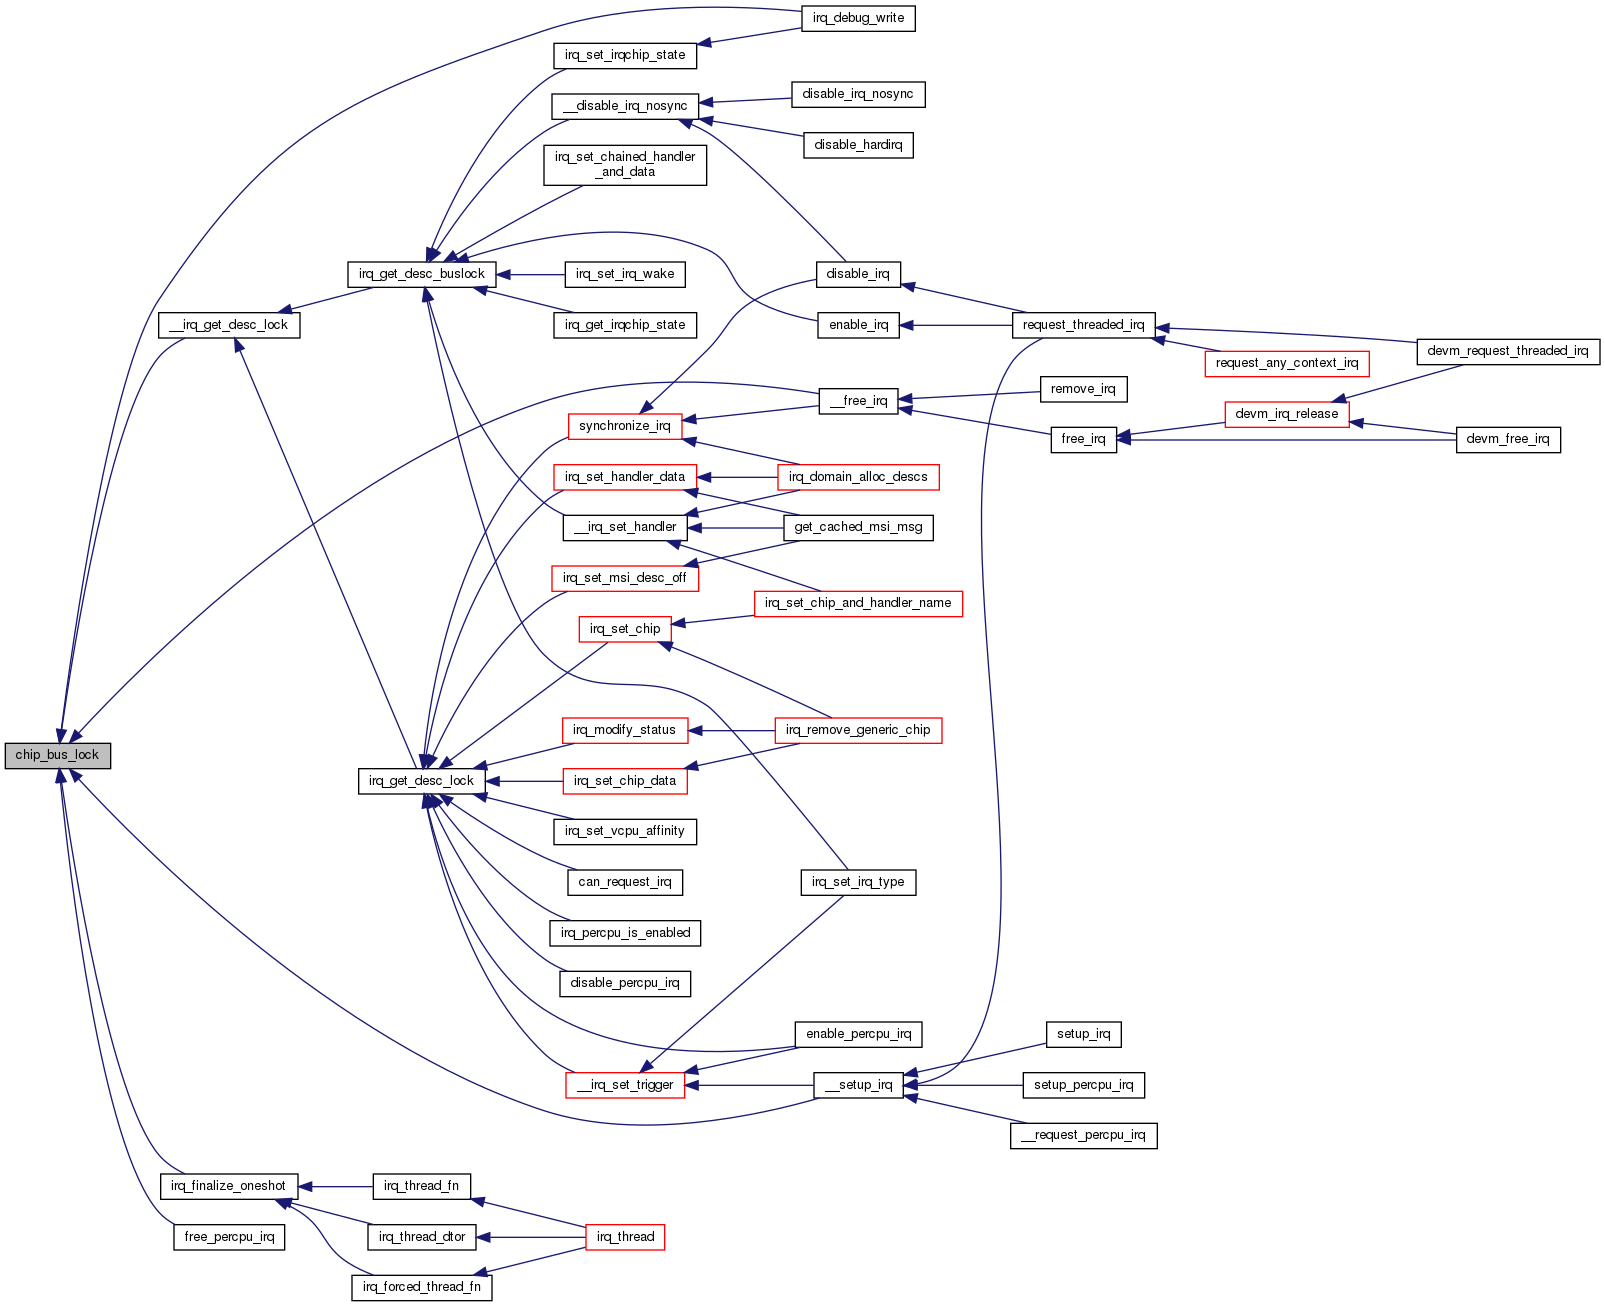 irq_debug_write
irq_set_irqchip_state
disable_irq_nosync
__disable_irq_nosync
disable_hardirq
irq_set_chained_handler
_and_data
irq_get_desc_buslock
irq_set_irq_wake
disable_irq
__irq_get_desc_lock
irq_get_irqchip_state
enable_irq
request_threaded_irq
devm_request_threaded_irq
request_any_context_irq
remove_irq
__free_irq
synchronize_irq
devm_irq_release
free_irq
devm_free_irq
irq_set_handler_data
irq_domain_alloc_descs
__irq_set_handler
get_cached_msi_msg
irq_set_msi_desc_off
irq_set_chip_and_handler_name
irq_set_chip
irq_modify_status
irq_remove_generic_chip
chip_bus_lock
irq_get_desc_lock
irq_set_chip_data
irq_set_vcpu_affinity
can_request_irq
irq_set_irq_type
irq_percpu_is_enabled
disable_percpu_irq
enable_percpu_irq
setup_irq
__irq_set_trigger
__setup_irq
setup_percpu_irq
__request_percpu_irq
irq_finalize_oneshot
irq_thread_fn
free_percpu_irq
irq_thread_dtor
irq_thread
irq_forced_thread_fn